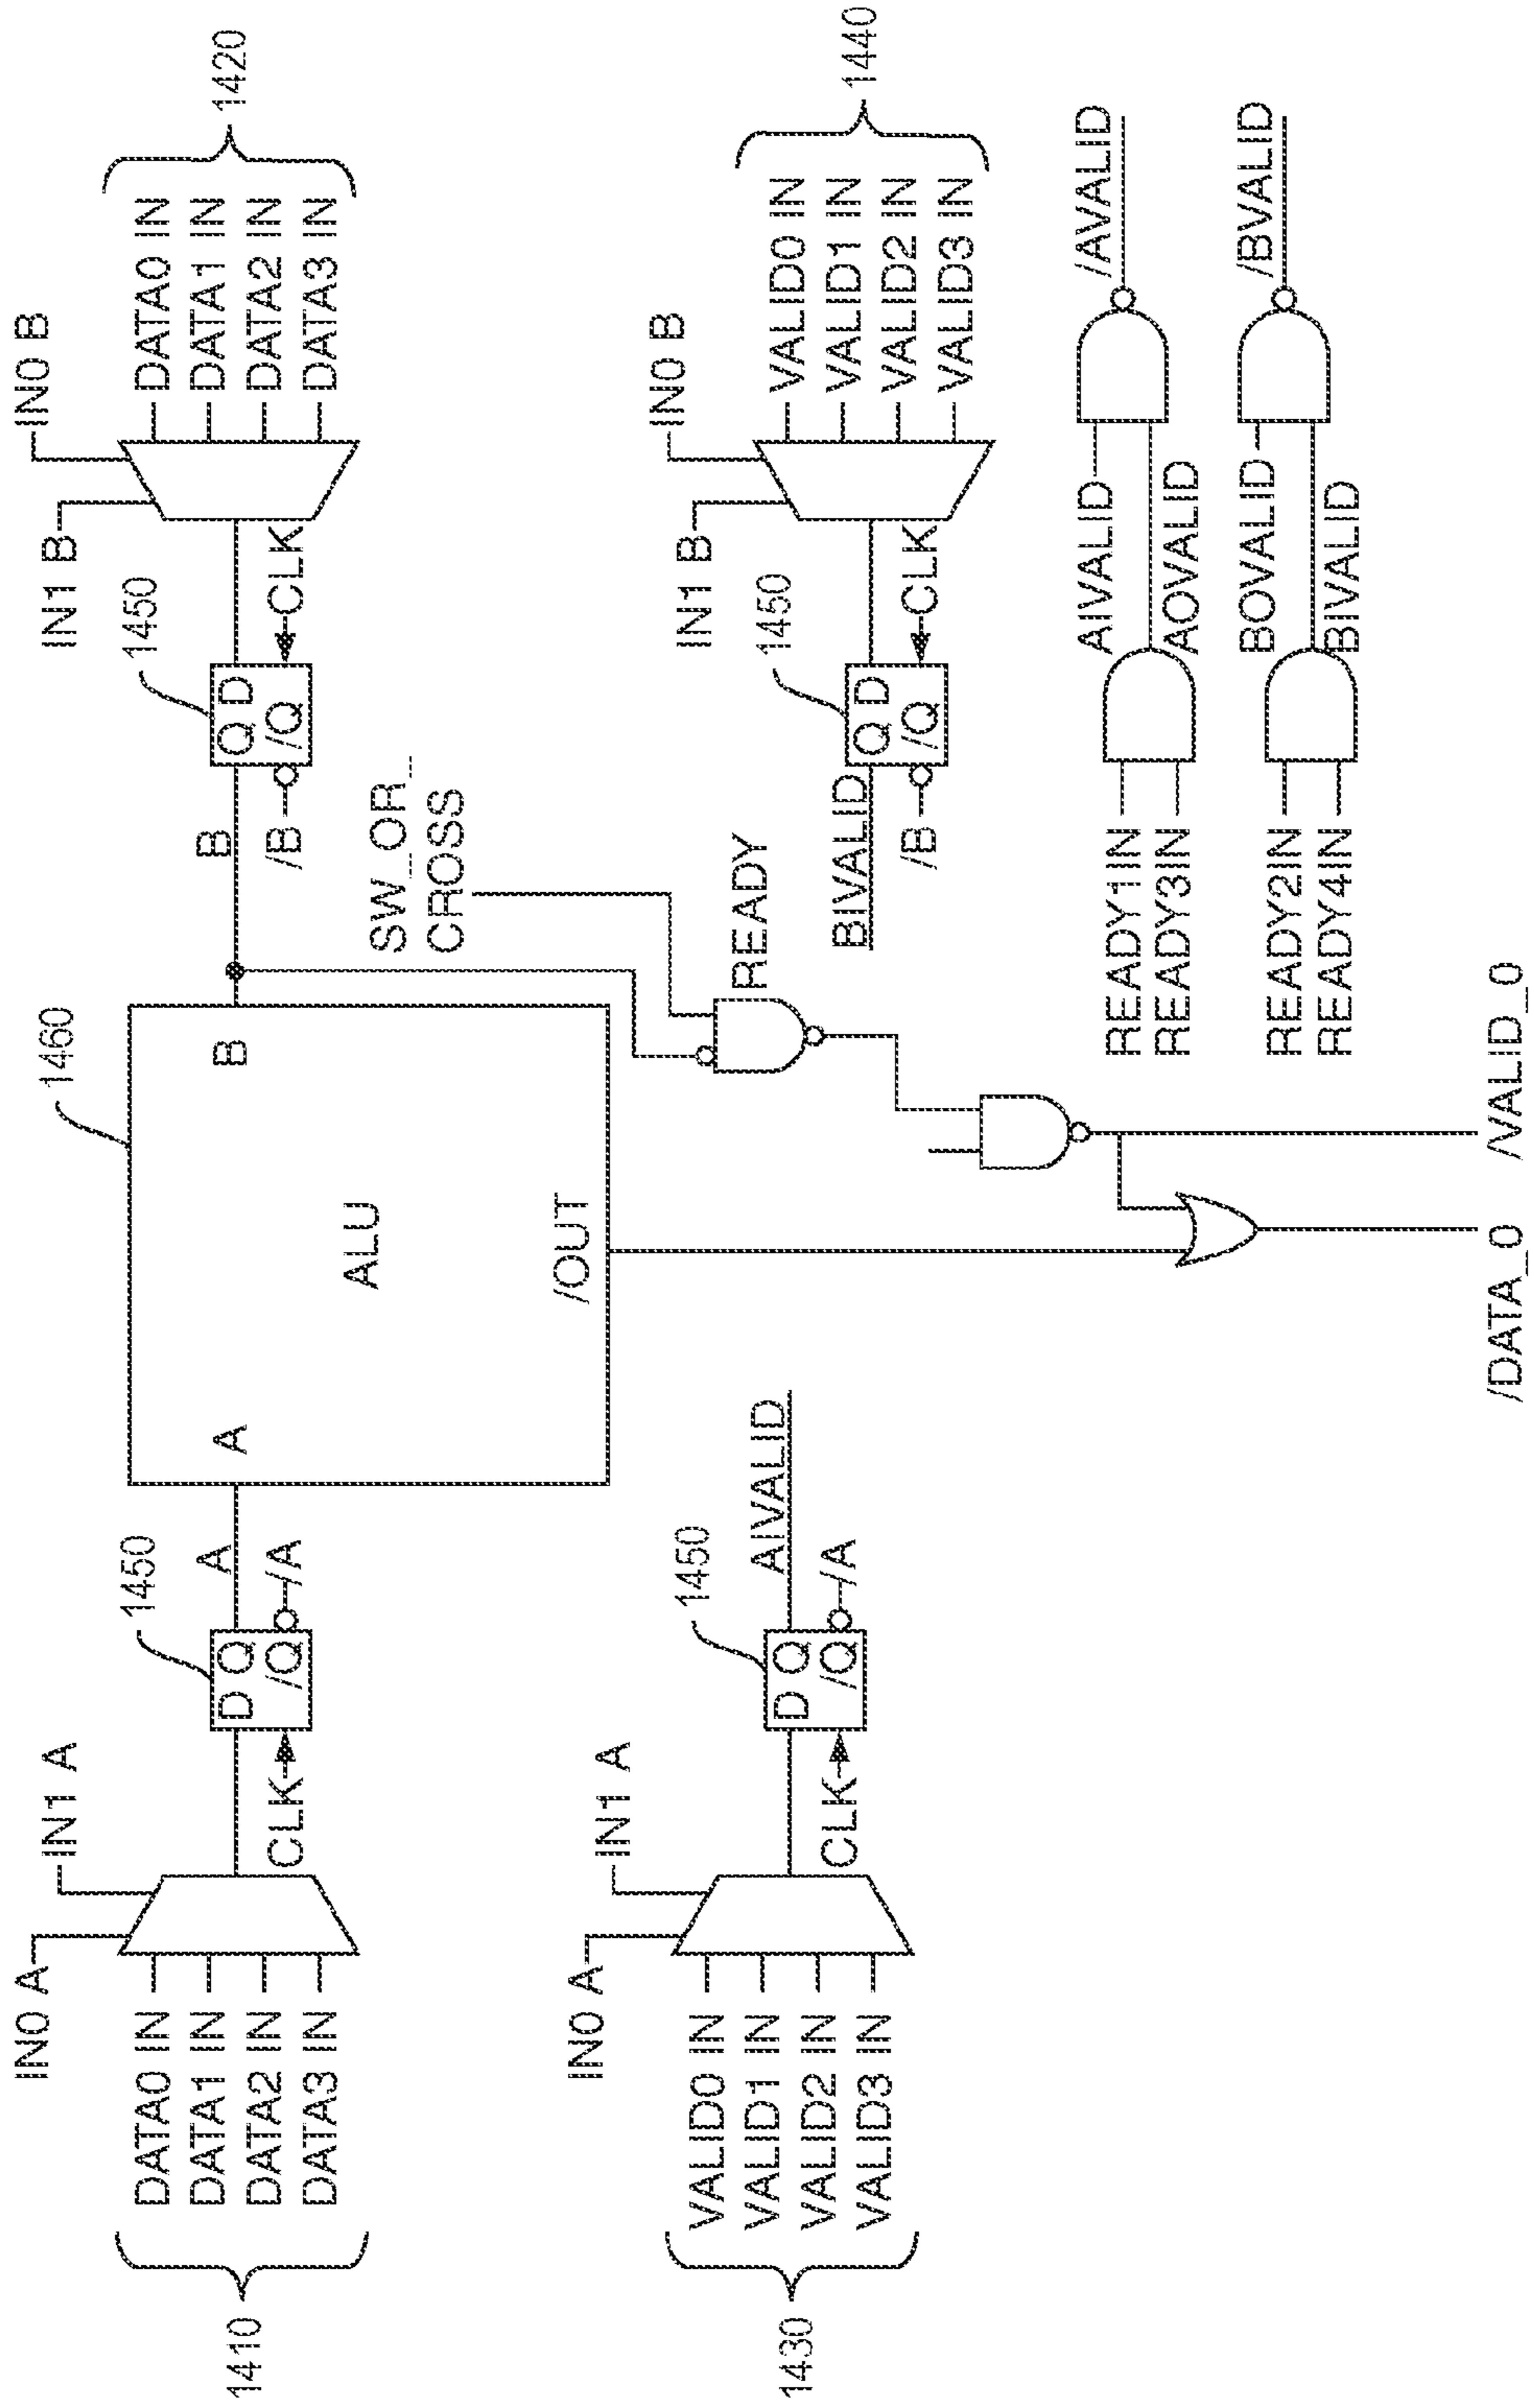 IN0 A
IN1 A
DATA0 IN
DATA1 IN
DATA2 IN
DATA3 IN
1410
CLK
D Q
/Q
/A
A
1450
1460
A
B
ALU
/OUT
B
/B
1450
Q D
/Q
CLK
IN1 B
IN0 B
DATA0 IN
DATA1 IN
DATA2 IN
DATA3 IN
1420
SW_OR_
CROSS
READY
IN0 A
IN1 A
VALID0 IN
VALID1 IN
VALID2 IN
VALID3 IN
1430
CLK
D Q
/Q
/A
1450
AIVALID
BIVALID
/B
1450
Q D
/Q
CLK
IN1 B
IN0 B
VALID0 IN
VALID1 IN
VALID2 IN
VALID3 IN
1440
READY1IN
READY3IN
AIVALID
AOVALID
/AVALID
READY2IN
READY4IN
BOVALID
BIVALID
/BVALID
/DATA_0
/VALID_0